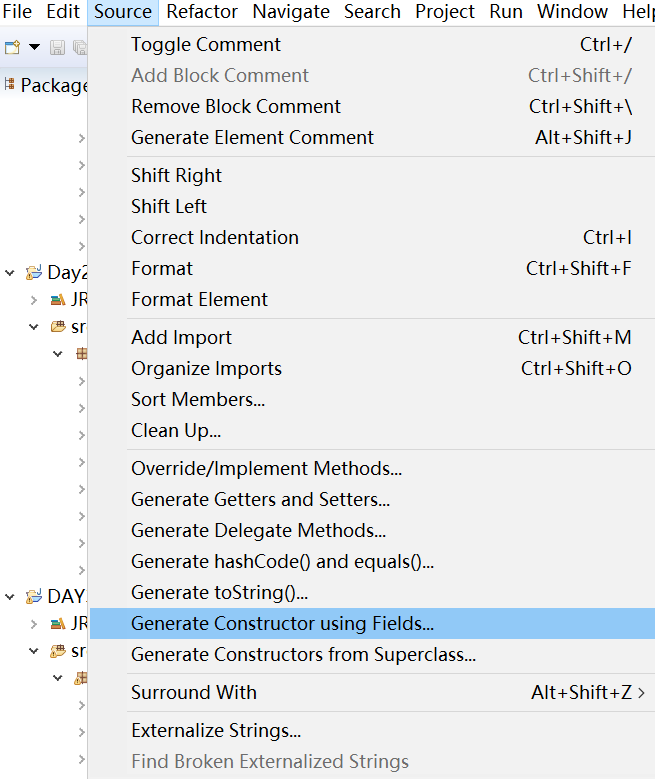 File Edit Source Refactor Navigate Search Project Run Window Help
Toggle Comment Ctrl+/
Add Block Comment Ctrl+Shift+/
Package
Remove Block Comment Ctrl+Shift+\
Generate Element Comment Alt+Shift+J
Shift Right
Shift Left
Correct Indentation Ctrl+I
Format Ctrl+Shift+F
Day2
Format Element
JR
sr
Add Import Ctrl+Shift+M
Organize Imports Ctrl+Shift+O
Sort Members...
Clean Up...
Override/Implement Methods...
Generate Getters and Setters...
Generate Delegate Methods...
Generate hashCode() and equals()...
Generate toString()...
DAY
Generate Constructor using Fields...
JR
Generate Constructors from Superclass...
sr
Surround With Alt+Shift+Z >
Externalize Strings...
Find Broken Externalized Strings